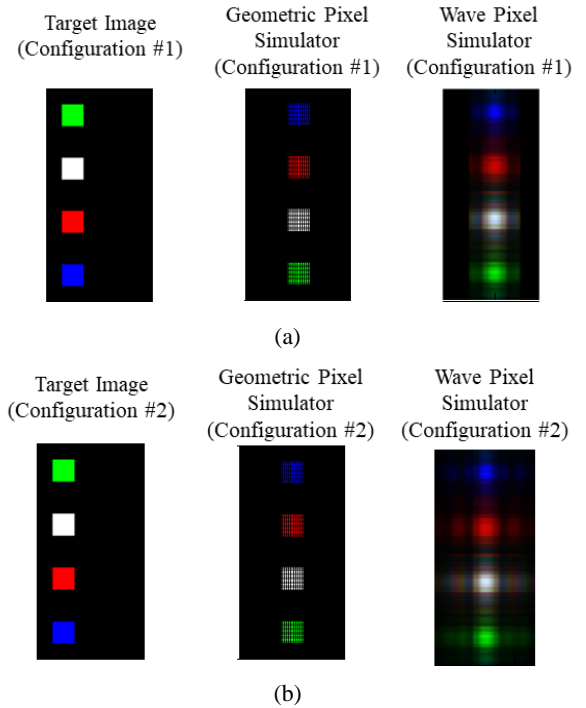 Target Image
(Configuration #1)
Geometric Pixel
Simulator
(Configuration #1)
Wave Pixel
Simulator
(Configuration #1)
(a)
Target Image
(Configuration #2)
Geometric Pixel
Simulator
(Configuration #2)
Wave Pixel
Simulator
(Configuration #2)
(b)